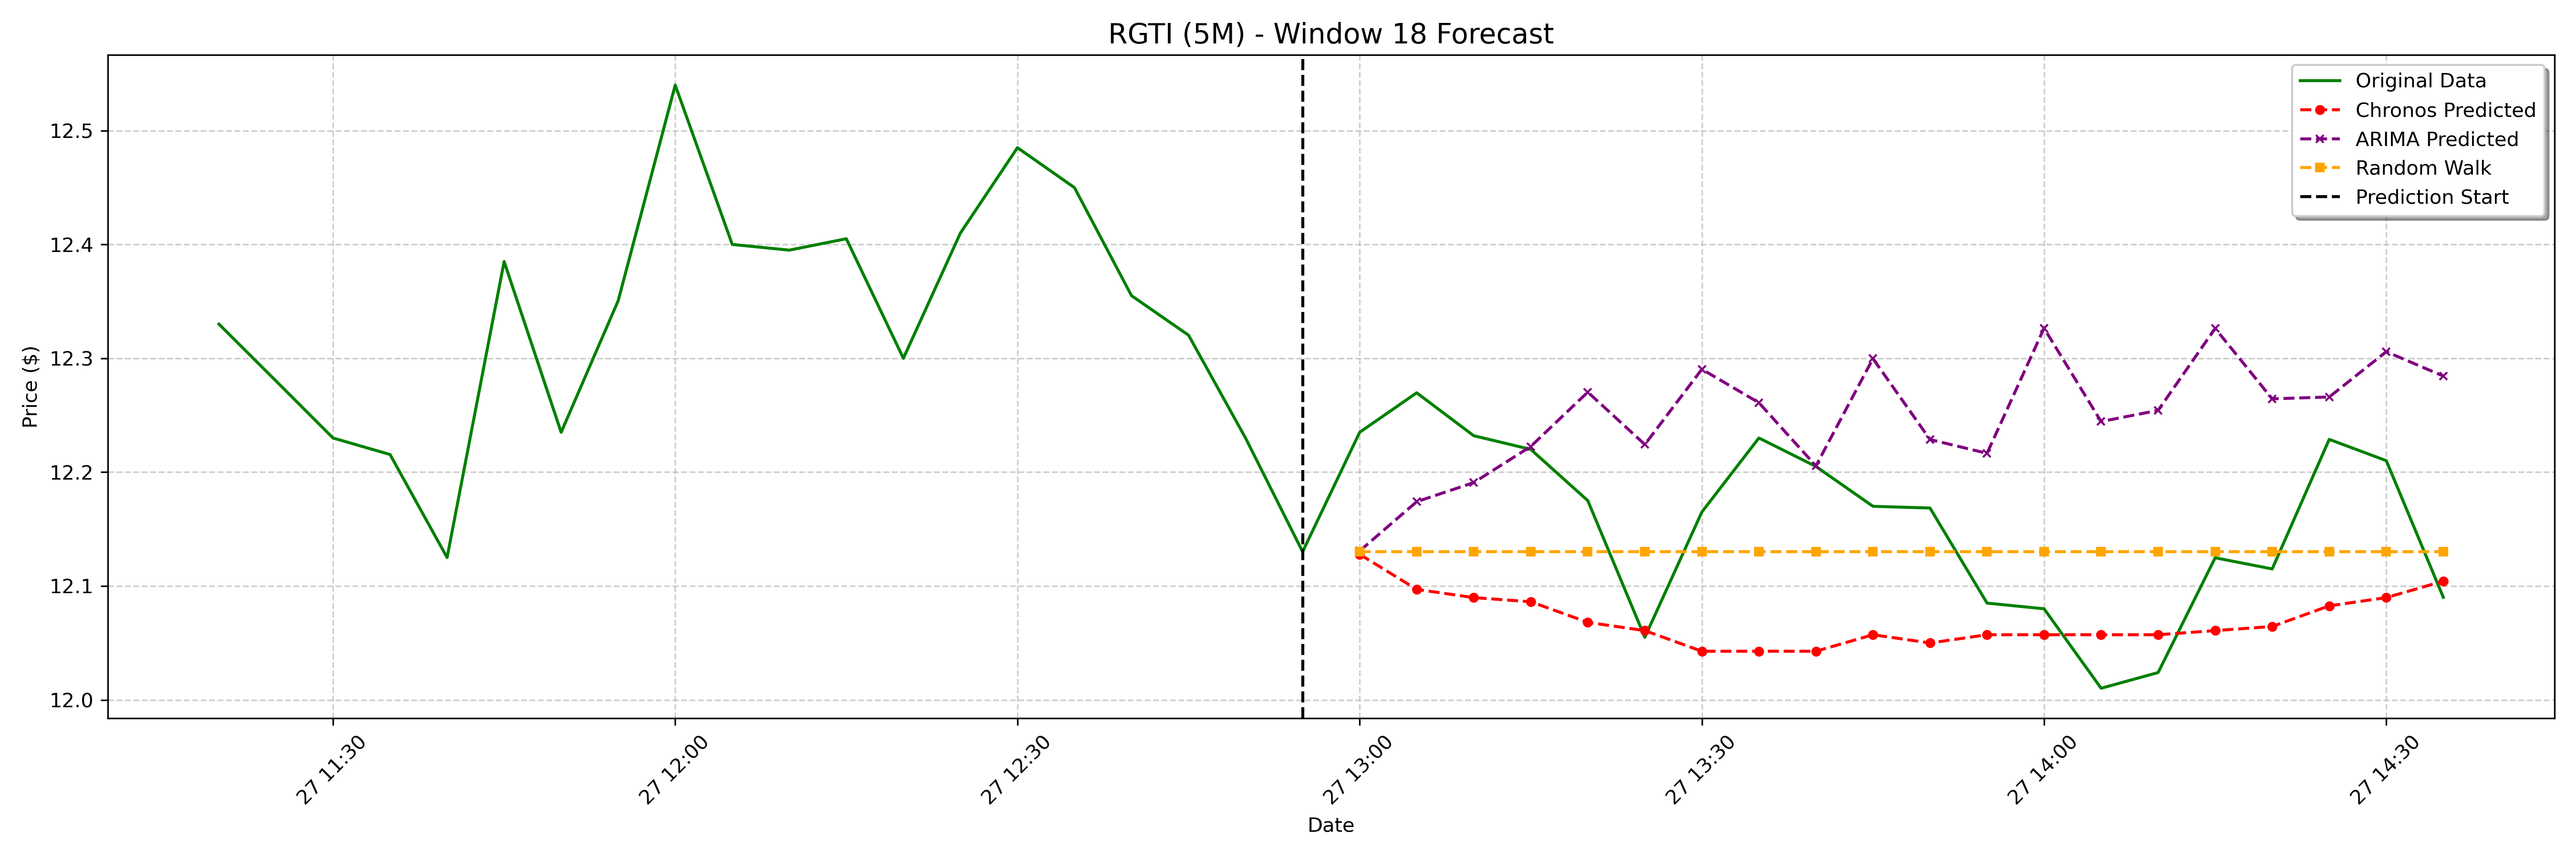 RGTI (5M) - Window 18 Forecast
Original Data
Chronos Predicted
ARIMA Predicted
Random Walk
Prediction Start
Price ($)
12.5
12.4
12.3
12.2
12.1
12.0
27 11:30
27 12:00
27 12:30
27 13:00
27 13:30
27 14:00
27 14:30
Date